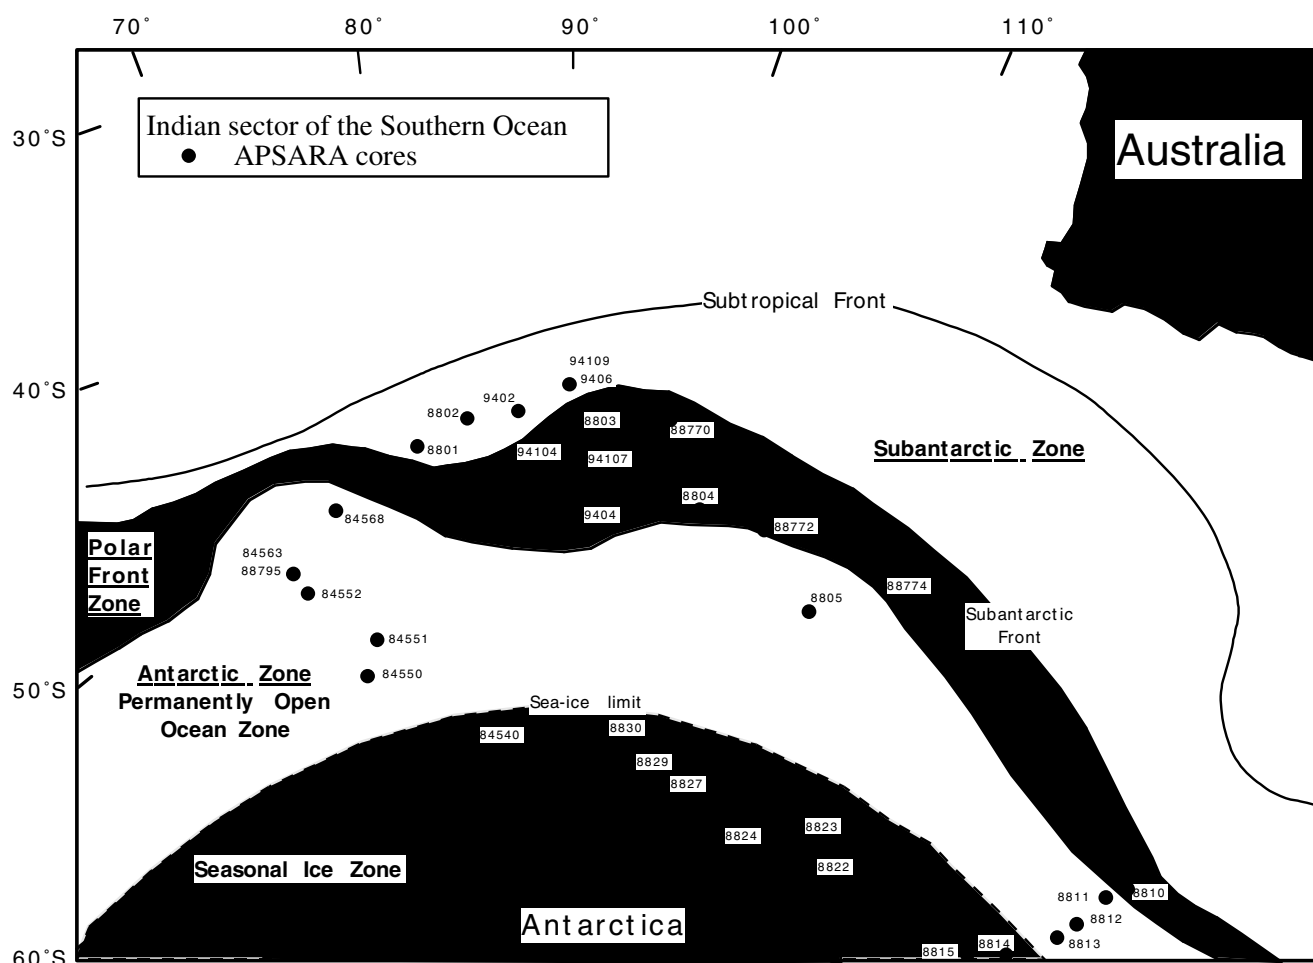 70° 80° 90° 100° 110°
30°S
Indian sector of the Southern Ocean
APSARA cores
Australia
Subtropical Front
40°S
94109
9406
9402
8802
8801
8803
88770
94104
94107
Subantarctic Zone
8804
9404
88772
84568
Polar
Front
Zone
84563
88795
84552
88774
8805
Subantarctic
Front
84551
84550
Antarctic Zone
Permanently Open
Ocean Zone
50°S
Sea-ice limit
84540
8830
8829
8827
8824
8823
8822
Seasonal Ice Zone
Antarctica
8811
8810
8812
8813
8814
8815
60°S